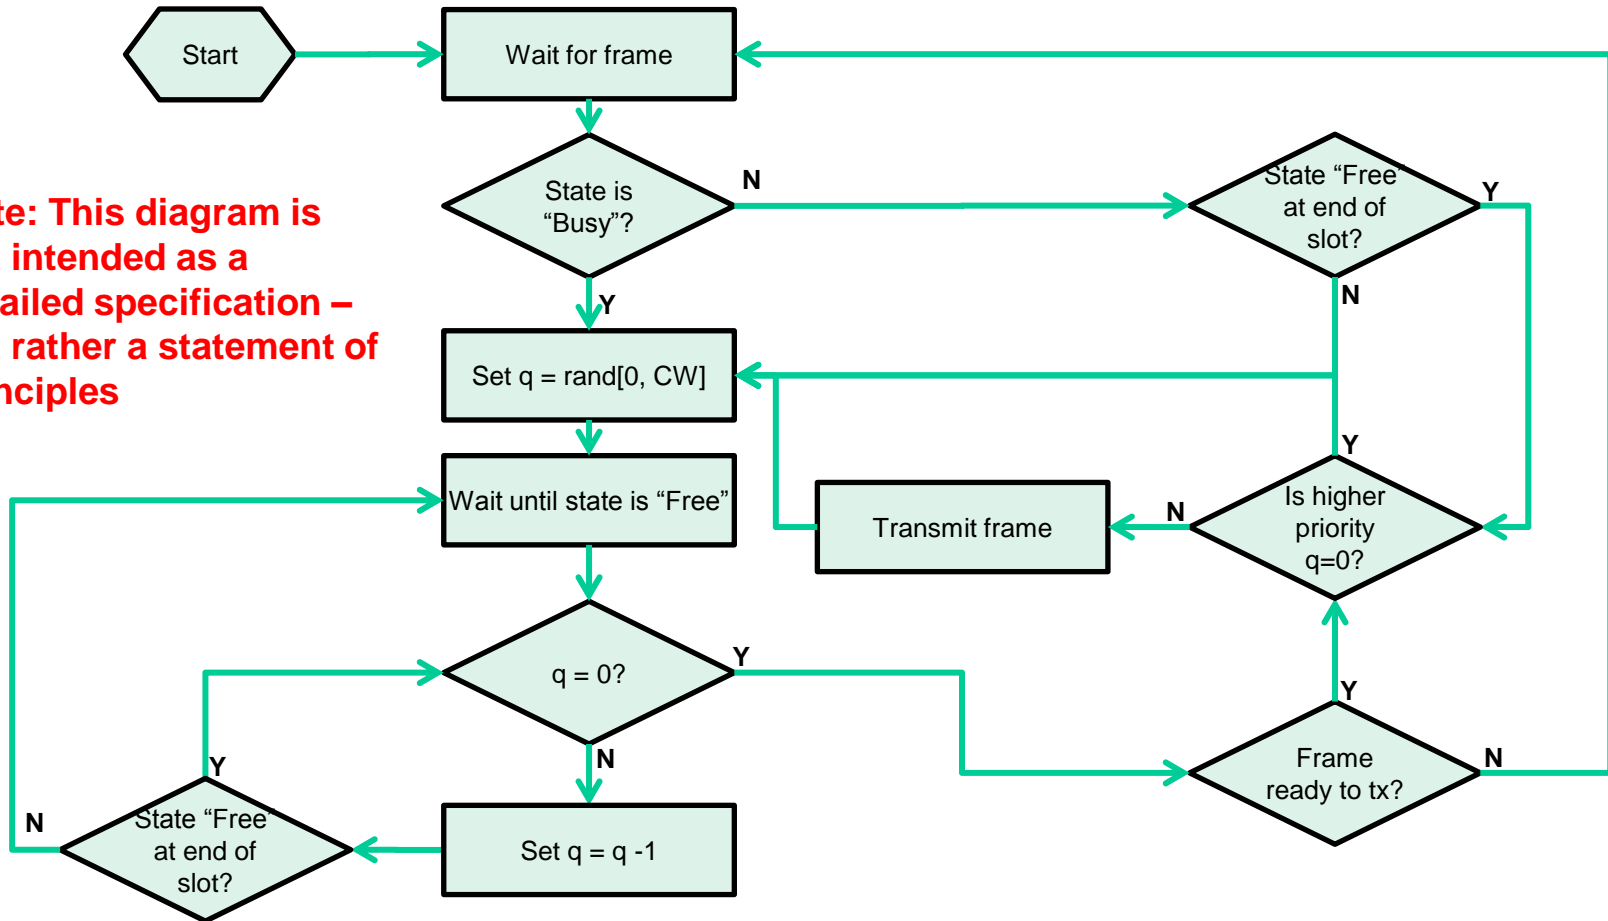 Start
Wait for frame
State is
“Busy”?
N
State “Free”
at end of
slot?
Y
N
Y
te: This diagram is
intended as a
ailed specification –
rather a statement of
nciples
Set q = rand[0, CW]
Wait until state is “Free”
Transmit frame
N
Y
Is higher
priority
q=0?
q = 0?
Y
N
Y
Frame
ready to tx?
N
Y
N
State “Free”
at end of
slot?
Set q = q -1